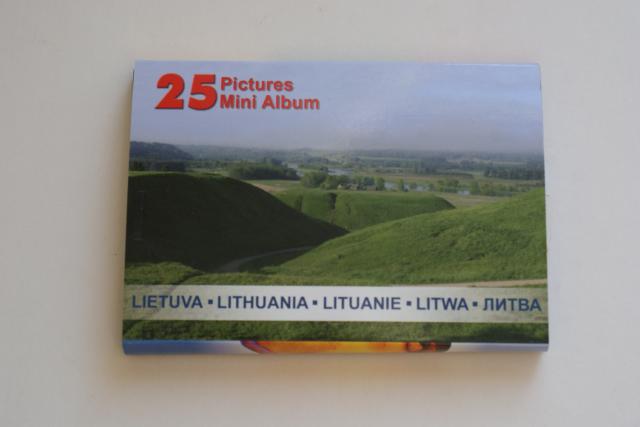 25 Pictures
Mini Album
LIETUVA ▪ LITHUANIA ▪ LITUANIE ▪ LITWA ▪ ЛИТВА